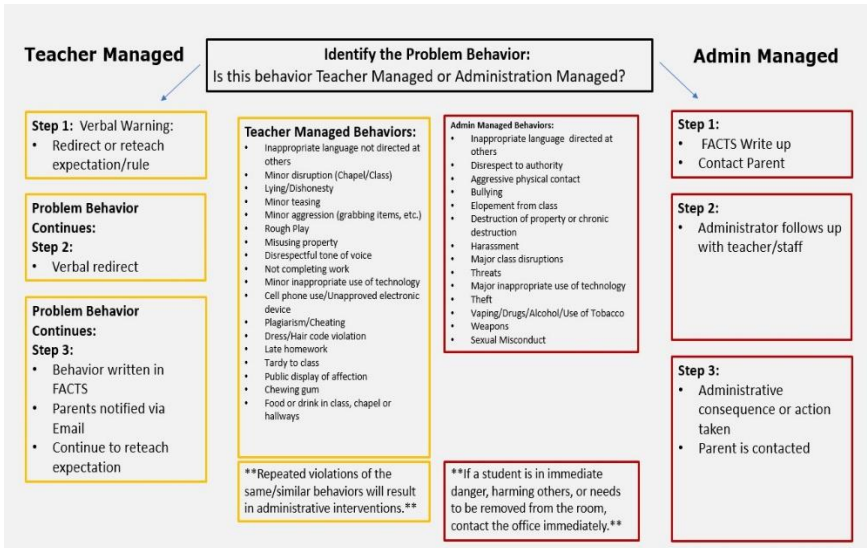 Teacher Managed
Identify the Problem Behavior:
Is this behavior Teacher Managed or Administration Managed?
Admin Managed
Step 1: Verbal Warning:
• Redirect or reteach
expectation/rule
Problem Behavior
Continues:
Step 2:
• Verbal redirect
Problem Behavior
Continues:
Step 3:
• Behavior written in
FACTS
• Parents notified via
Email
• Continue to reteach
expectation
Teacher Managed Behaviors:
• Inappropriate language not directed at
others
• Minor disruption (Chapel/Class)
• Lying/Dishonesty
• Minor teasing
• Minor aggression (grabbing items, etc.)
• Rough Play
• Misusing property
• Disrespectful tone of voice
• Not completing work
• Minor inappropriate use of technology
• Cell phone use/Unapproved electronic
device
• Plagiarism/Cheating
• Dress/Hair code violation
• Late homework
• Tardy to class
• Public display of affection
• Chewing gum
• Food or drink in class, chapel or
hallways
**Repeated violations of the
same/similar behaviors will result
in administrative interventions.**
Admin Managed Behaviors:
• Inappropriate language directed at
others
• Disrespect to authority
• Aggressive physical contact
• Bullying
• Elopement from class
• Destruction of property or chronic
destruction
• Harassment
• Major class disruptions
• Threats
• Major inappropriate use of technology
• Theft
• Vaping/Drugs/Alcohol/Use of Tobacco
• Weapons
• Sexual Misconduct
**If a student is in immediate
danger, harming others, or needs
to be removed from the room,
contact the office immediately.**
Step 1:
• FACTS Write up
• Contact Parent
Step 2:
• Administrator follows up
with teacher/staff
Step 3:
• Administrative
consequence or action
taken
• Parent is contacted